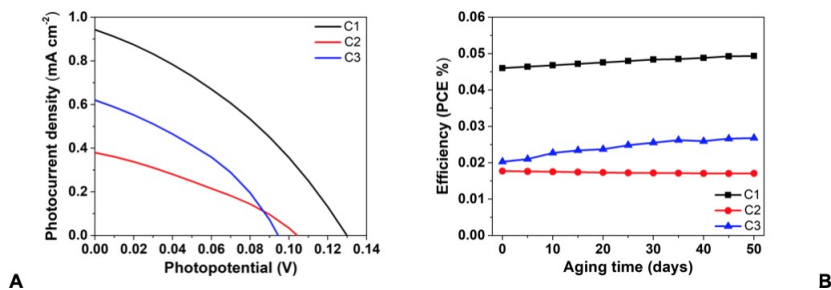 1.0
0.8
0.6
0.4
0.2
0.0
Photocurrent density (mA cm-2)
C1
C2
C3
0.00 0.02 0.04 0.06 0.08 0.10 0.12 0.14
Photopotential (V)
A
0.06
0.05
0.04
0.03
0.02
0.01
0.00
Efficiency (PCE %)
C1
C2
C3
0 10 20 30 40 50
Aging time (days)
B